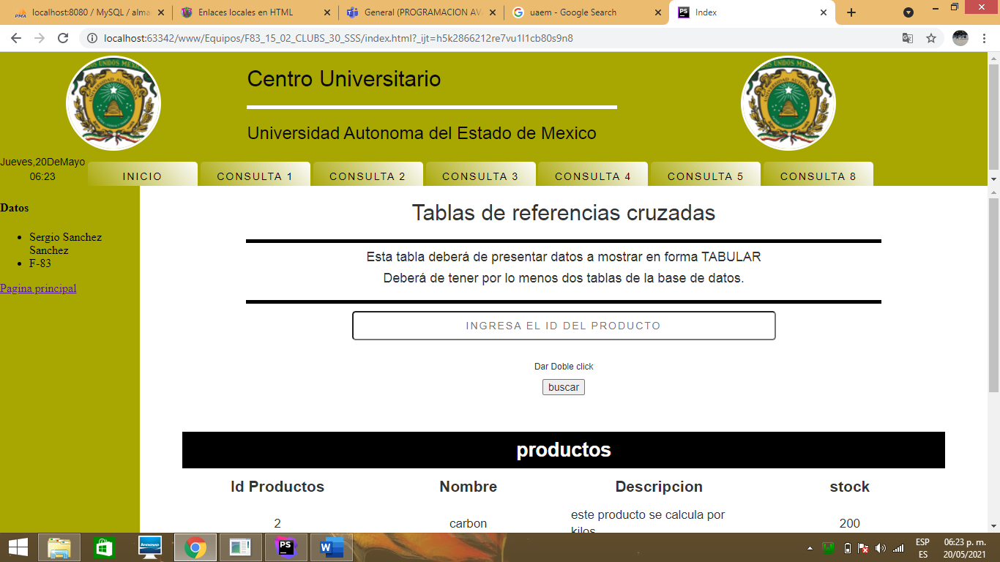 localhost:8080 / MySQL / alma
Enlaces locales en HTML
General (PROGRAMACION AVA
uaem - Google Search
Index
localhost:63342/www/Equipos/F83_15_02_CLUBS_30_SSS/index.html?_ijt=h5k2866212re7vu1l1cb80s9n8
Centro Universitario
Universidad Autonoma del Estado de Mexico
Jueves,20DeMayo
06:23
INICIO
CONSULTA 1
CONSULTA 2
CONSULTA 3
CONSULTA 4
CONSULTA 5
CONSULTA 8
Datos
Sergio Sanchez
Sanchez
F-83
Pagina principal
Tablas de referencias cruzadas
Esta tabla deberá de presentar datos a mostrar en forma TABULAR
Deberá de tener por lo menos dos tablas de la base de datos.
INGRESA EL ID DEL PRODUCTO
Dar Doble click
buscar
productos
Id Productos Nombre Descripcion stock
2 carbon este producto se calcula por 200
kilos
lenovo
PS
ESP
ES
06:23 p. m.
20/05/2021